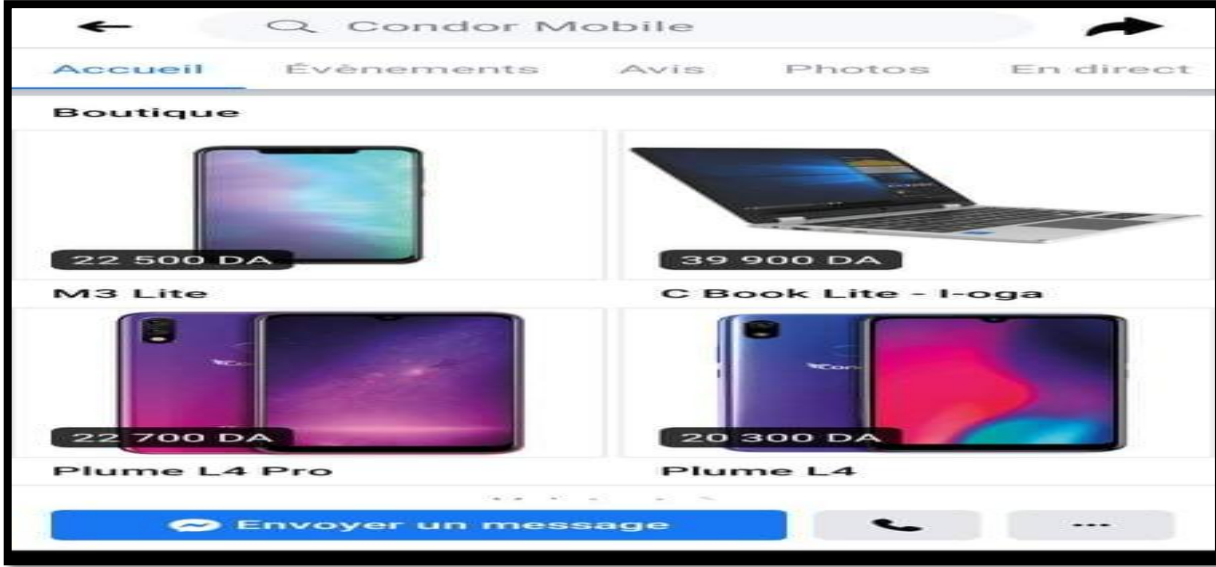 Condor Mobile
Accueil Évènements Avis Photos En direct
Boutique
22 500 DA 39 900 DA
M3 Lite C Book Lite - I-oga
22 700 DA 20 300 DA
Plume L4 Pro Plume L4
Envoyer un message